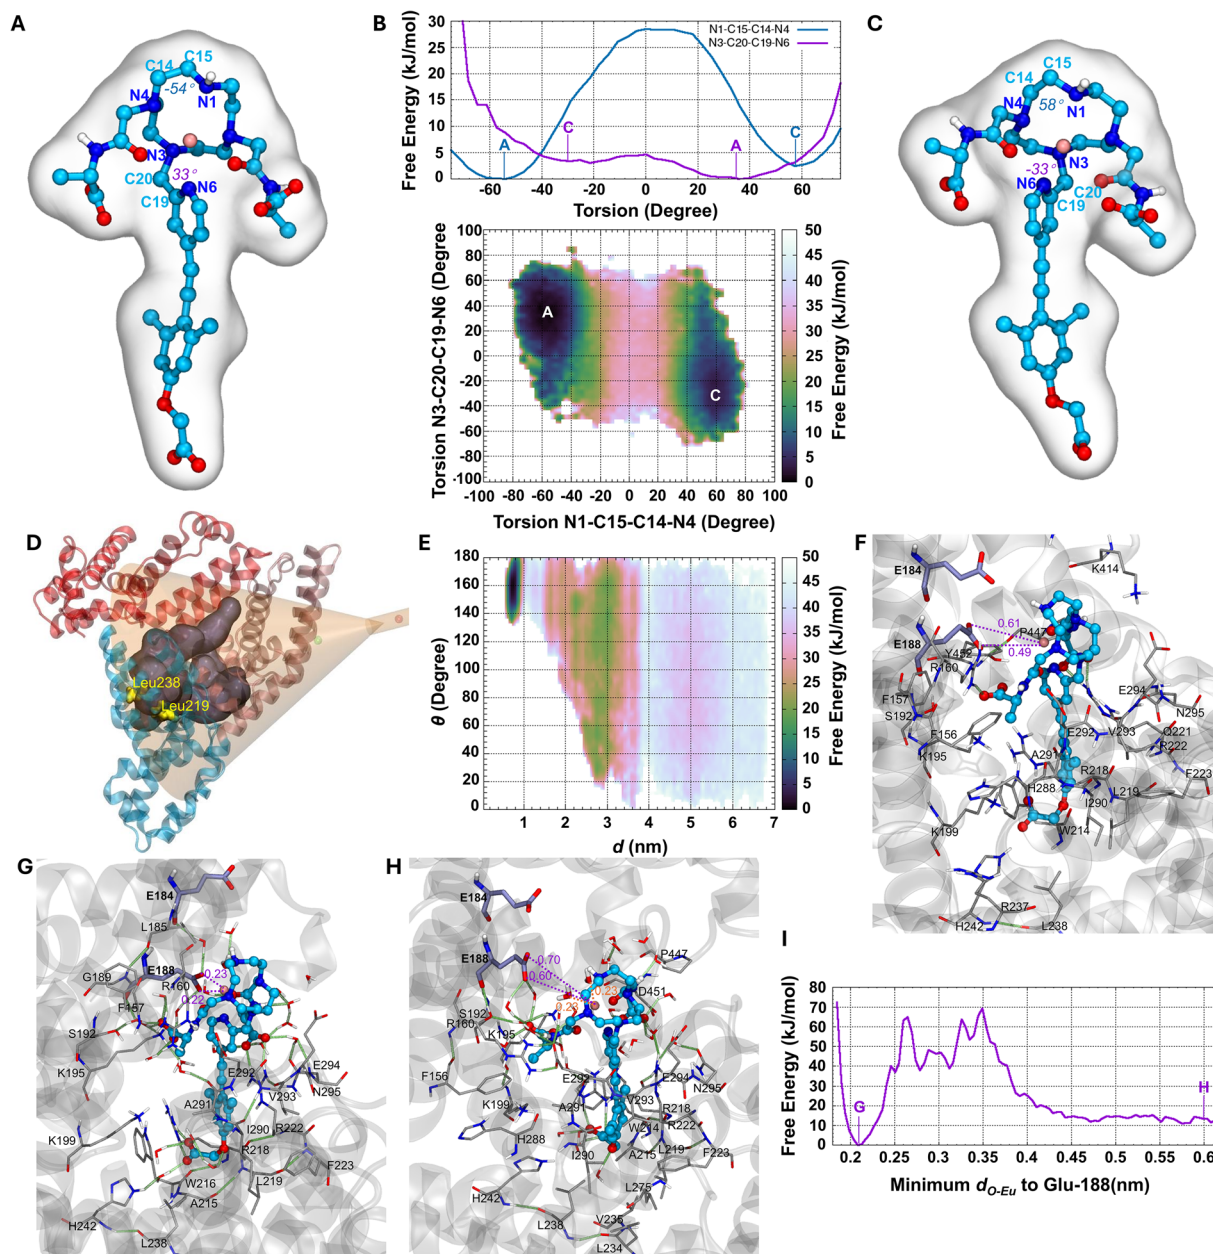 A
C15
C14
-54°
N4
N1
N3
C20
33°
N6
C19
B
Free Energy (kJ/mol)
30
25
20
15
10
5
0
N1-C15-C14-N4
N3-C20-C19-N6
A
C
A
C
-60
-40
-20
0
20
40
60
Torsion (Degree)
Torsion N3-C20-C19-N6 (Degree)
100
80
60
40
20
0
-20
-40
-60
-80
-100
A
C
-100
-80
-60
-40
-20
0
20
40
60
80
100
Torsion N1-C15-C14-N4 (Degree)
50
45
40
35
30
25
20
15
10
5
0
Free Energy (kJ/mol)
C
C15
C14
N4
58°
N1
N3
-33°
N6
C20
C19
D
Leu238
Leu219
E
θ (Degree)
180
160
140
120
100
80
60
40
20
0
0
1
2
3
4
5
6
7
d (nm)
50
45
40
35
30
25
20
15
10
5
0
Free Energy (kJ/mol)
F
E184
K414
0.61
P447
E188
0.49
Y452
R160
F157
S192
F156
K195
E294
N295
E292
V293
Q221
R222
A291
R218
F223
H288
L219
I290
K199
W214
R237
H242
L238
G
E184
L185
G189
E188
0.23
R160
F157
0.22
S192
K195
E292
E294
V293
N295
A291
K199
I290
R222
R218
F223
W216
L219
A215
H242
L238
H
E184
E188
0.70
P447
0.60
0.23
D451
0.23
S192
R160
K195
F156
E292
E294
N295
K199
A291
V293
R218
W214
R222
H288
I290
L219
A215
F223
L275
H242
L238
V235
L234
I
Free Energy (kJ/mol)
80
70
60
50
40
30
20
10
0
G
H
0.2
0.25
0.3
0.35
0.4
0.45
0.5
0.55
0.6
Minimum dO-Eu to Glu-188(nm)